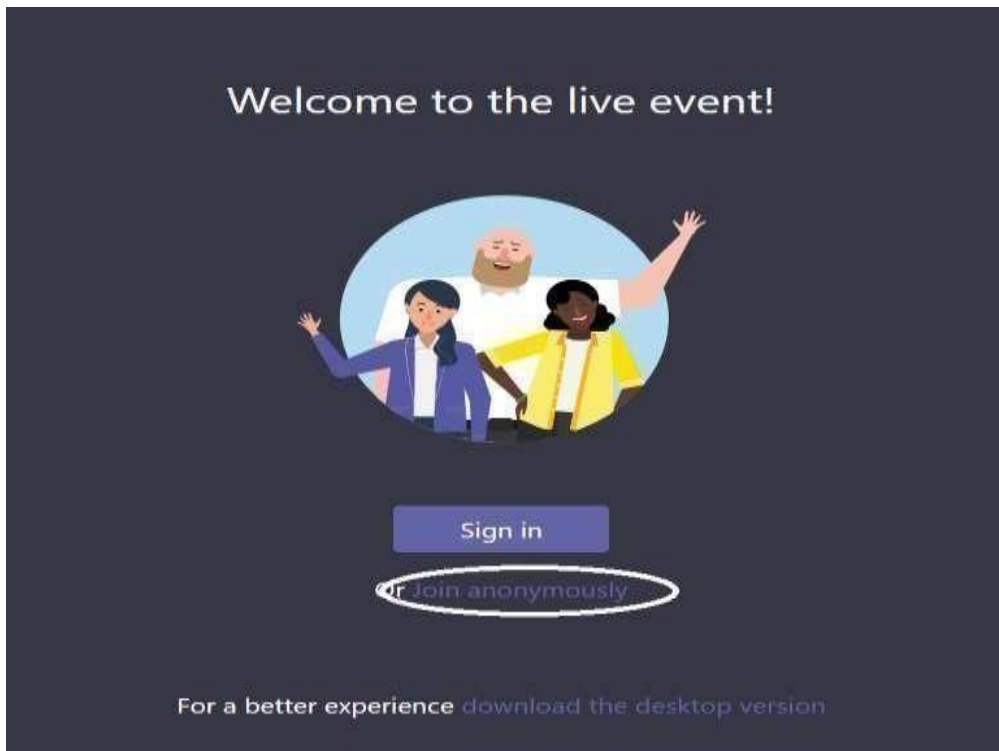 Welcome to the live event!
Sign in
Or Join anonymously
For a better experience download the desktop version